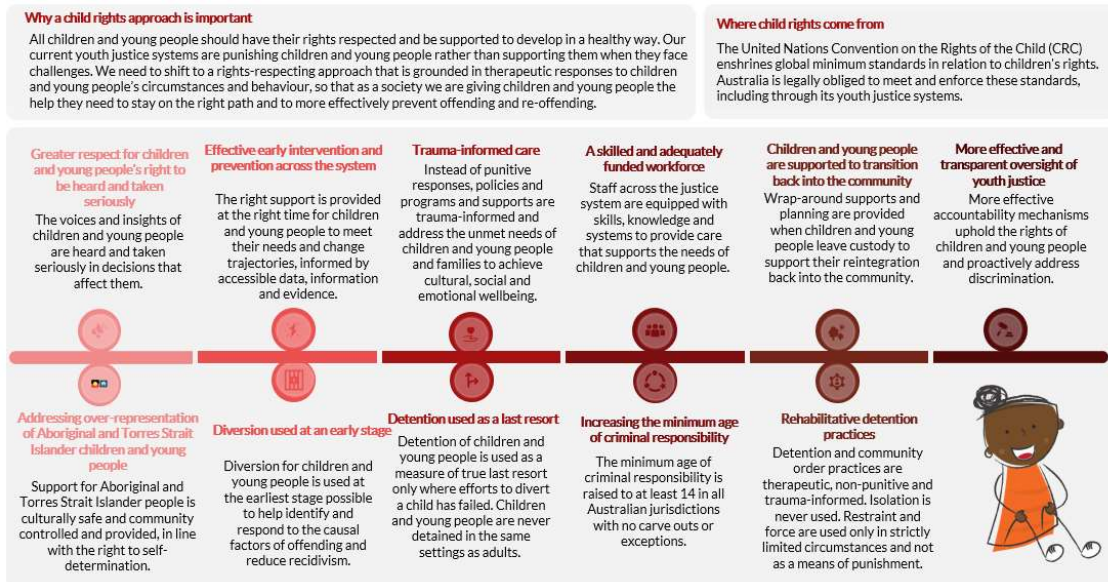 Why a child rights approach is important
All children and young people should have their rights respected and be supported to develop in a healthy way. Our
current youth justice systems are punishing children and young people rather than supporting them when they face
challenges. We need to shift to a rights-respecting approach that is grounded in therapeutic responses to children
and young people's circumstances and behaviour, so that as a society we are giving children and young people the
help they need to stay on the right path and to more effectively prevent offending and re-offending.
Where child rights come from
The United Nations Convention on the Rights of the Child (CRC)
enshrines global minimum standards in relation to children's rights.
Australia is legally obliged to meet and enforce these standards,
including through its youth justice systems.
Greater respect for children
and young people's right to
be heard and taken
seriously
The voices and insights of
children and young people
are heard and taken
seriously in decisions that
affect them.
Effective early intervention and
prevention across the system
The right support is provided
at the right time for children
and young people to meet
their needs and change
trajectories, informed by
accessible data, information
and evidence.
Trauma-informed care
Instead of punitive
responses, policies and
programs and supports are
trauma-informed and
address the unmet needs of
children and young people
and families to achieve
cultural, social and
emotional wellbeing.
A skilled and adequately
funded workforce
Staff across the justice
system are equipped with
skills, knowledge and
systems to provide care
that supports the needs of
children and young people.
Children and young people
are supported to transition
back into the community
Wrap-around supports and
planning are provided
when children and young
people leave custody to
support their reintegration
back into the community.
More effective and
transparent oversight of
youth justice
More effective
accountability mechanisms
uphold the rights of
children and young people
and proactively address
discrimination.
Addressing over-representation
of Aboriginal and Torres Strait
Islander children and young
people
Support for Aboriginal and
Torres Strait Islander people is
culturally safe and community
controlled and provided, in line
with the right to self-
determination.
Diversion used at an early stage
Diversion for children and
young people is used at
the earliest stage possible
to help identify and
respond to the causal
factors of offending and
reduce recidivism.
Detention used as a last resort
Detention of children and
young people is used as a
measure of true last resort
only where efforts to divert
a child has failed. Children
and young people are never
detained in the same
settings as adults.
Increasing the minimum age
of criminal responsibility
The minimum age of
criminal responsibility is
raised to at least 14 in all
Australian jurisdictions
with no carve outs or
exceptions.
Rehabilitative detention
practices
Detention and community
order practices are
therapeutic, non-punitive and
trauma-informed. Isolation is
never used. Restraint and
force are used only in strictly
limited circumstances and not
as a means of punishment.